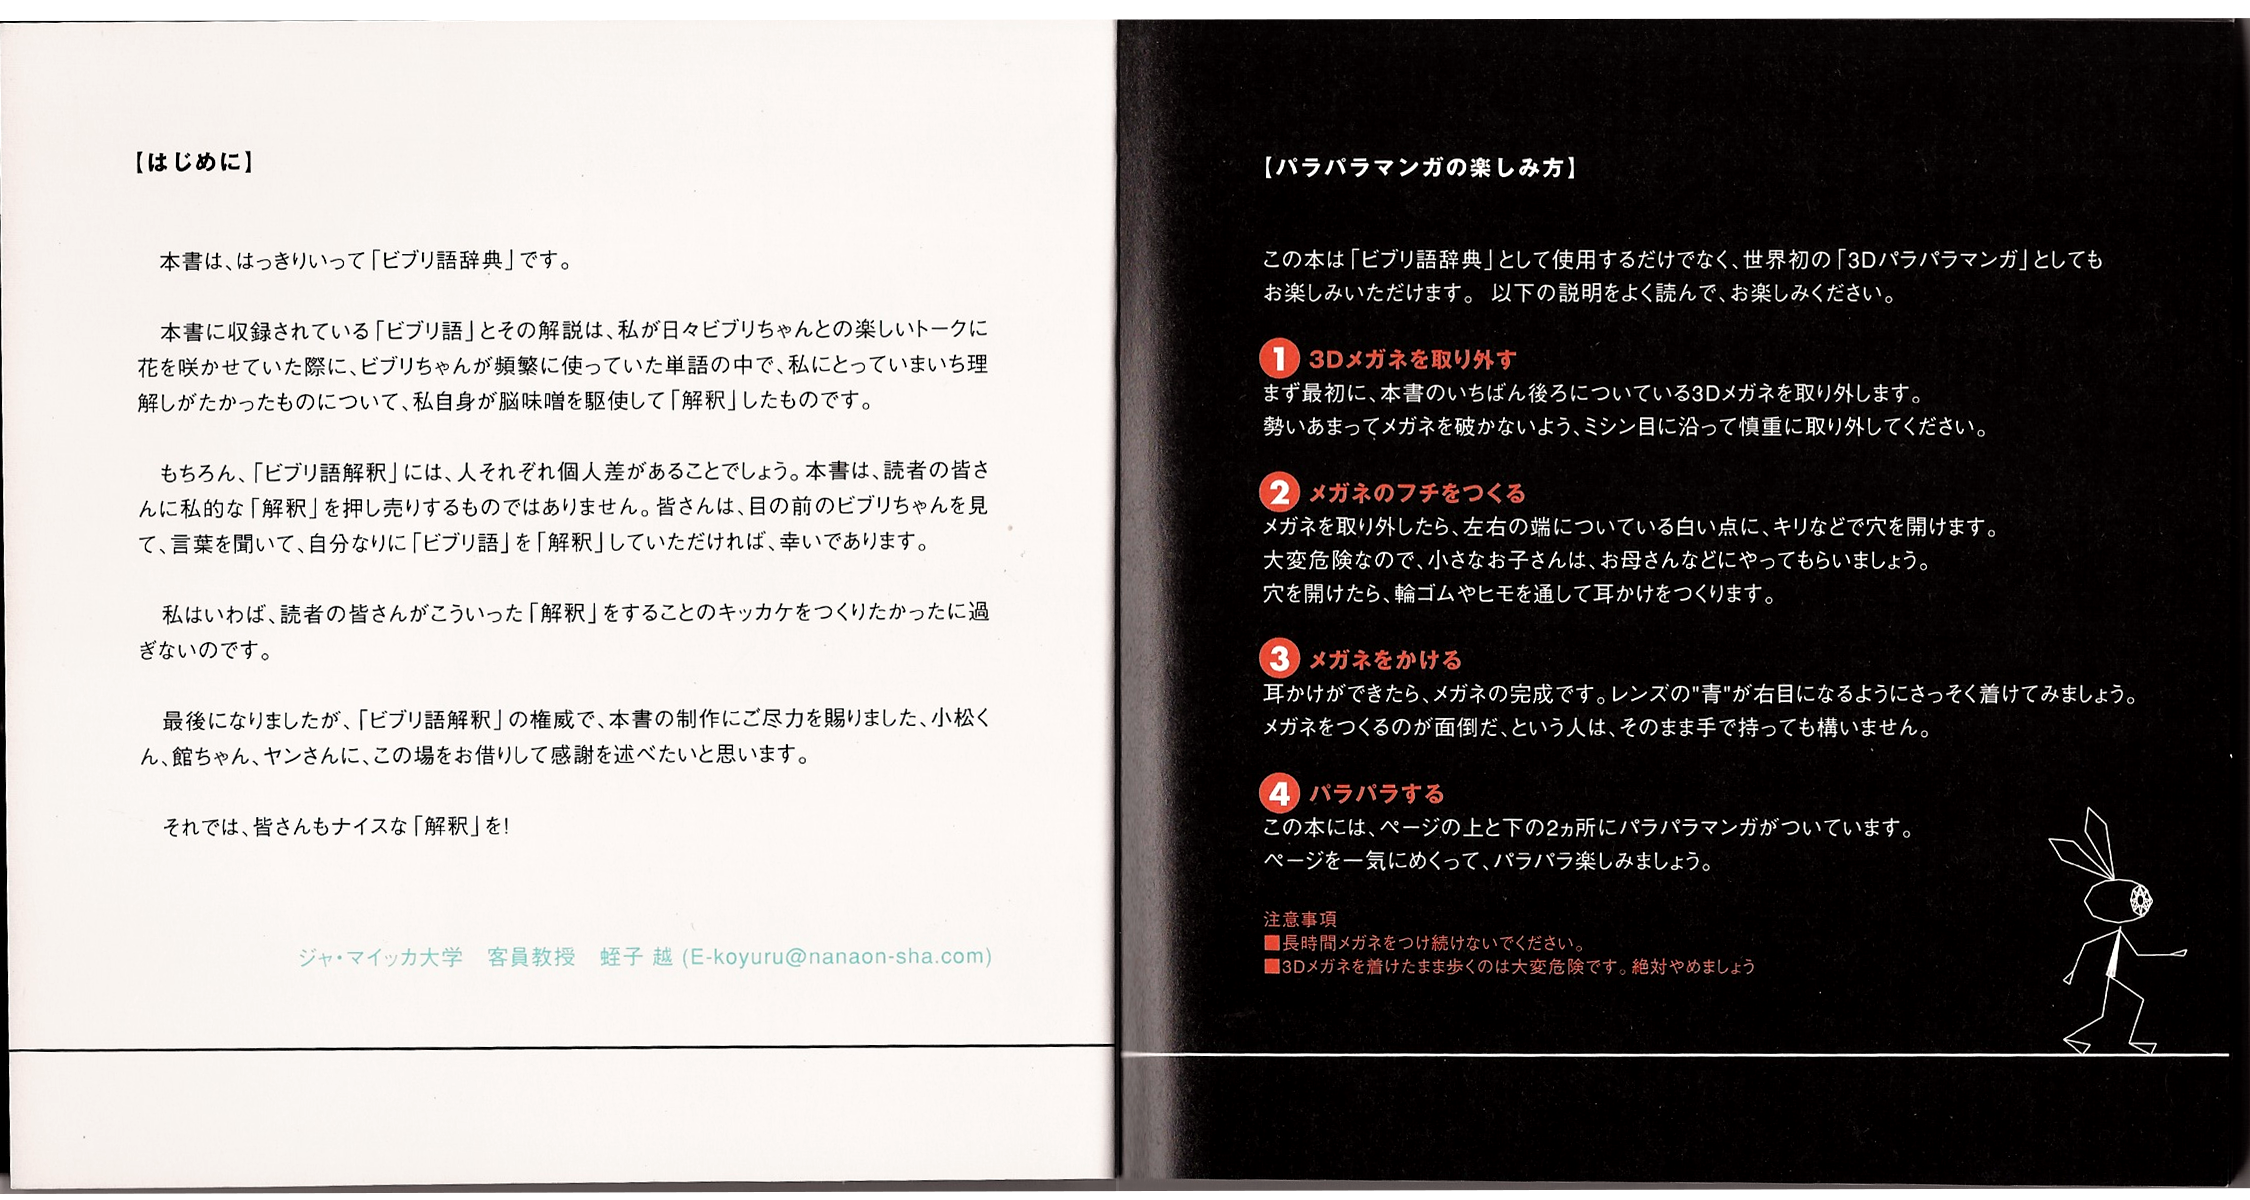 【はじめに】
本書は、はっきりいって「ビブリ語辞典」です。
本書に収録されている「ビブリ語」とその解説は、私が日々ビブリちゃんとの楽しいトークに
花を咲かせていた際に、ビブリちゃんが頻繁に使っていた単語の中で、私にとっていまいち理
解しがたかったものについて、私自身が脳味噌を駆使して「解釈」したものです。
もちろん、「ビブリ語解釈」には、人それぞれ個人差があることでしょう。本書は、読者の皆さ
んに私的な「解釈」を押し売りするものではありません。皆さんは、目の前のビブリちゃんを見
て、言葉を聞いて、自分なりに「ビブリ語」を「解釈」していただければ、幸いであります。
私はいわば、読者の皆さんがこういった「解釈」をすることのキッカケをつくりたかったに過
ぎないのです。
最後になりましたが、「ビブリ語解釈」の権威で、本書の制作にご尽力を賜りました、小松く
ん、館ちゃん、ヤンさんに、この場をお借りして感謝を述べたいと思います。
それでは、皆さんもナイスな「解釈」を!
ジャ・マイッカ大学 客員教授 蛭子 越 (E-koyuru@nanaon-sha.com)
【パラパラマンガの楽しみ方】
この本は「ビブリ語辞典」として使用するだけでなく、世界初の「3Dパラパラマンガ」としても
お楽しみいただけます。 以下の説明をよく読んで、お楽しみください。
1 3Dメガネを取り外す
まず最初に、本書のいちばん後ろについている3Dメガネを取り外します。
勢いあまってメガネを破かないよう、ミシン目に沿って慎重に取り外してください。
2 メガネのフチをつくる
メガネを取り外したら、左右の端についている白い点に、キリなどで穴を開けます。
大変危険なので、小さなお子さんは、お母さんなどにやってもらいましょう。
穴を開けたら、輪ゴムやヒモを通して耳かけをつくります。
3 メガネをかける
耳かけができたら、メガネの完成です。レンズの"青"が右目になるようにさっそく着けてみましょう。
メガネをつくるのが面倒だ、という人は、そのまま手で持っても構いません。
4 パラパラする
この本には、ページの上と下の2ヵ所にパラパラマンガがついています。
ページを一気にめくって、パラパラ楽しみましょう。
注意事項
■長時間メガネをつけ続けないでください。
■3Dメガネを着けたまま歩くのは大変危険です。絶対やめましょう